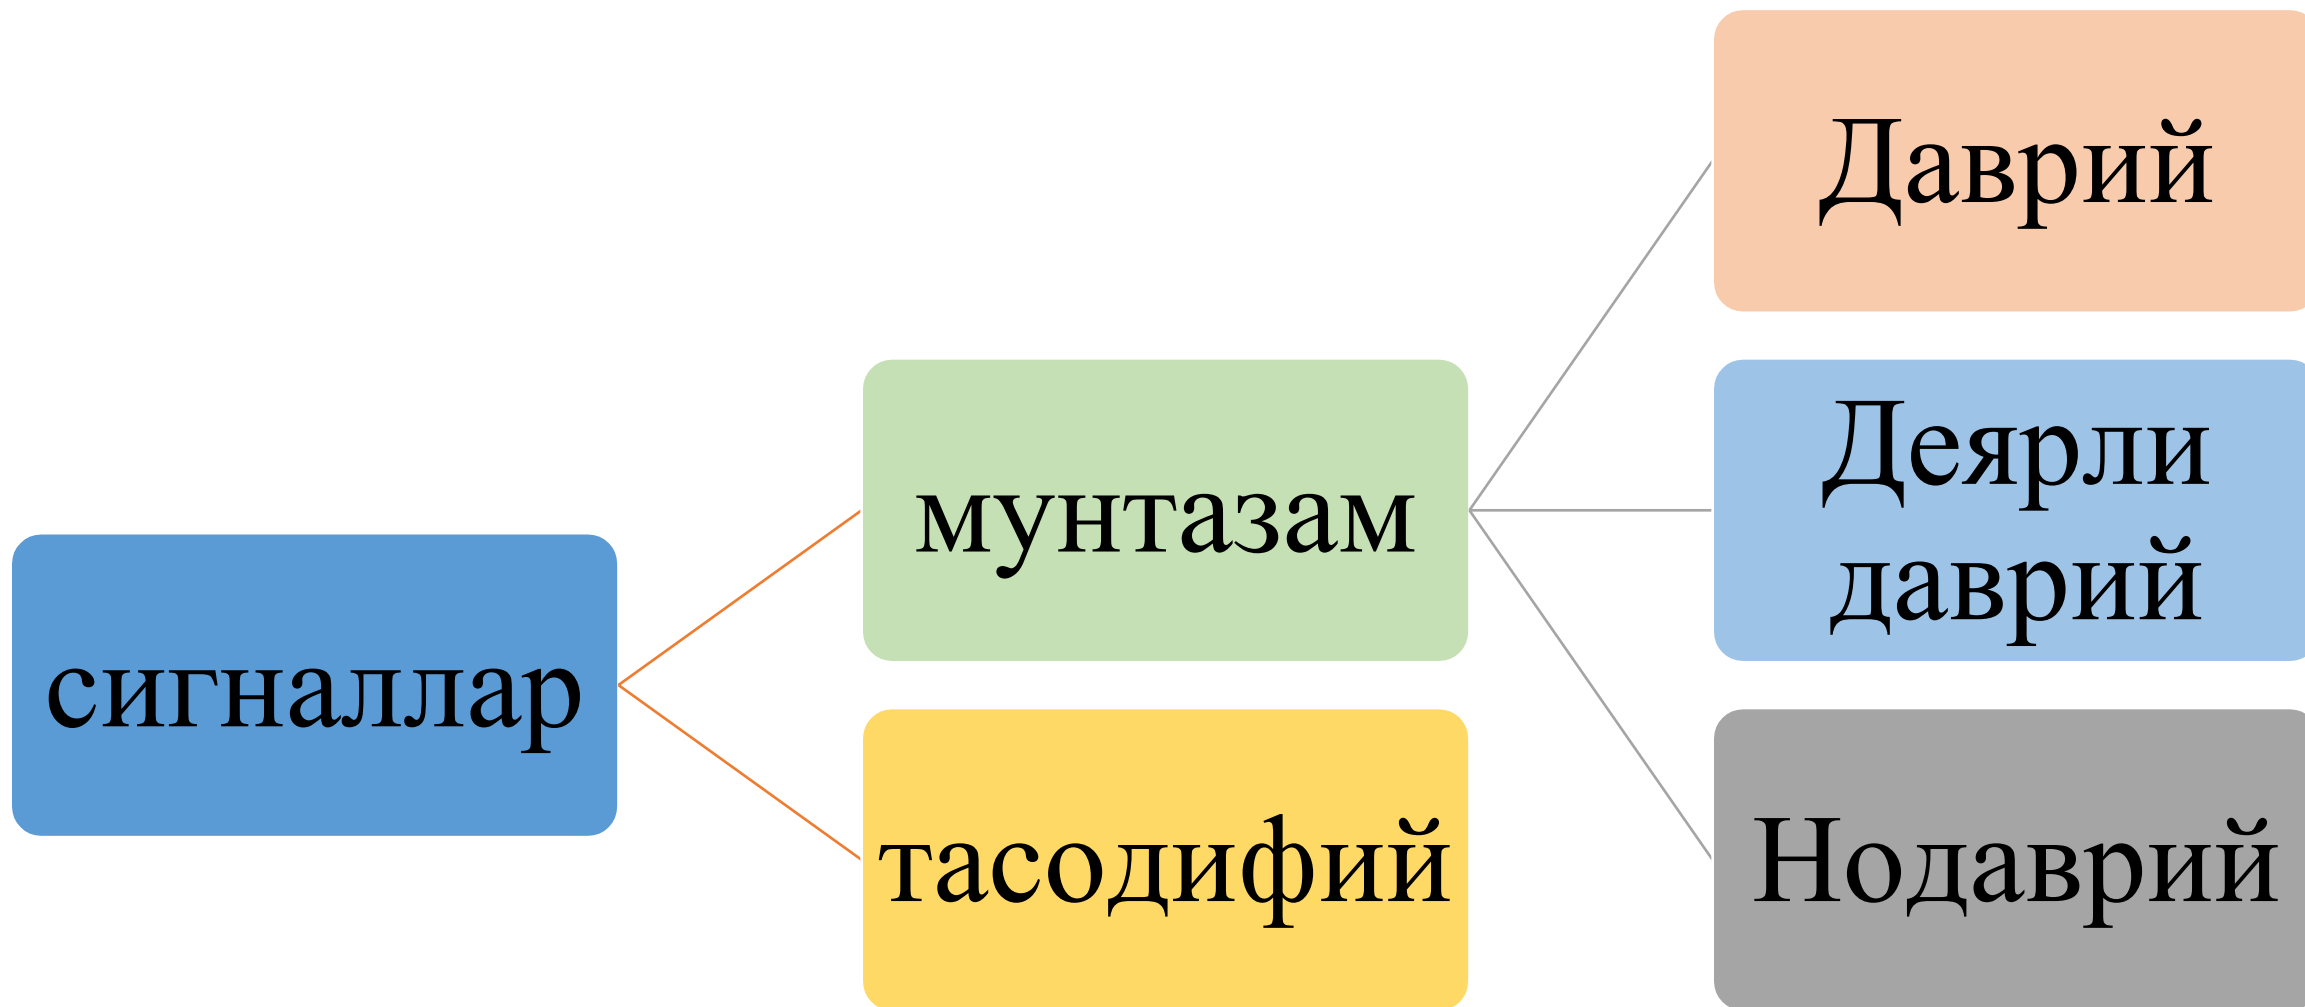 сигналлар
мунтазам
тасодифий
Даврий
Деярли
даврий
Нодаврий